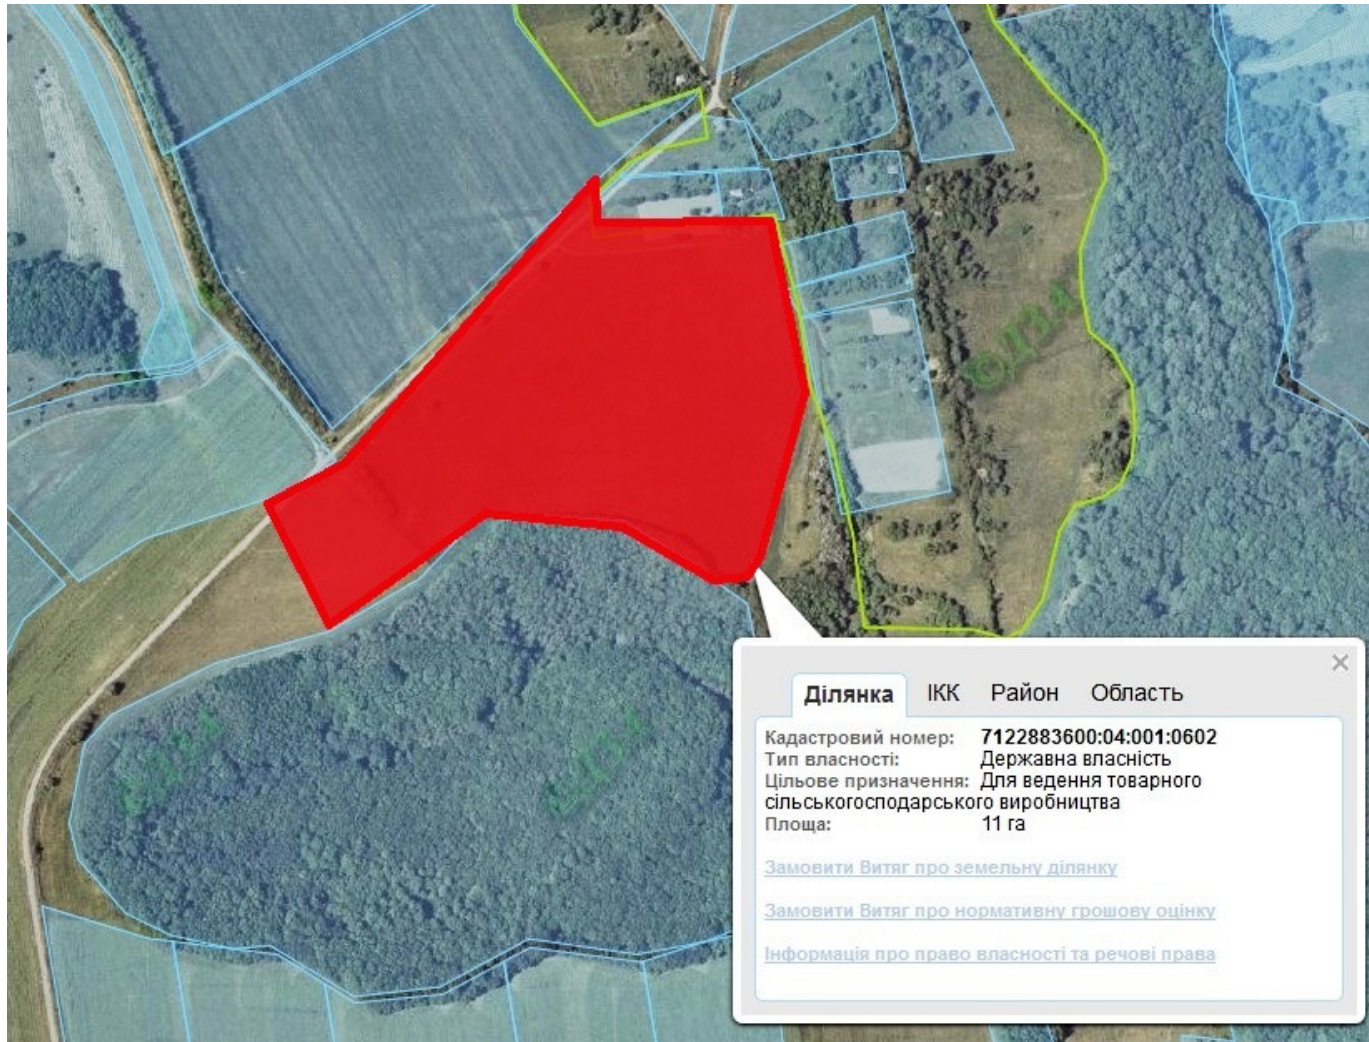 ©ДЗА
Ділянка ІКК Район Область
Кадастровий номер: 7122883600:04:001:0602
Тип власності: Державна власність
Цільове призначення: Для ведення товарного
сільськогосподарського виробництва
Площа: 11 га
Замовити Витяг про земельну ділянку
Замовити Витяг про нормативну грошову оцінку
Інформація про право власності та речові права